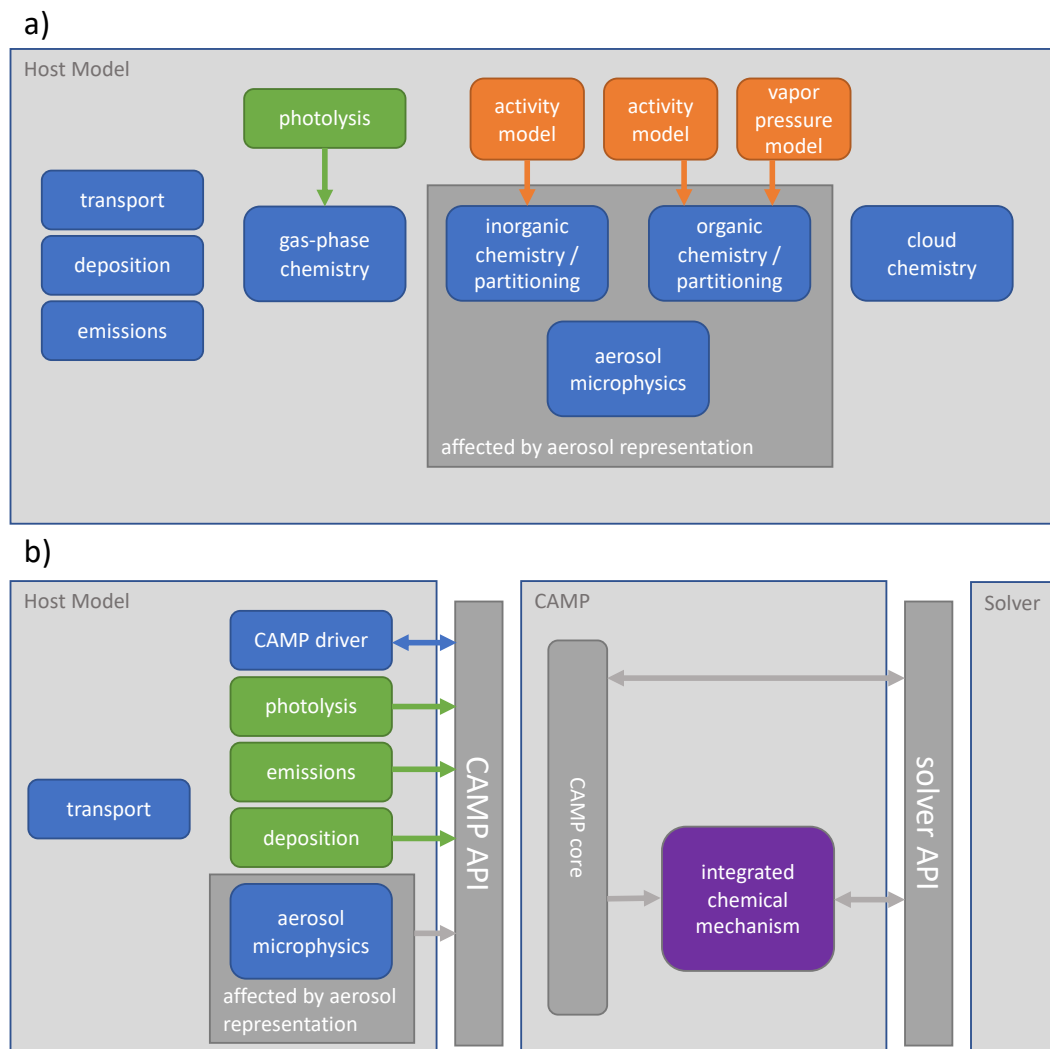 a)
Host Model
photolysis
activity
model
activity
model
vapor
pressure
model
transport
deposition
emissions
gas-phase
chemistry
inorganic
chemistry /
partitioning
organic
chemistry /
partitioning
cloud
chemistry
aerosol
microphysics
affected by aerosol representation
b)
Host Model
CAMP driver
photolysis
emissions
deposition
transport
aerosol
microphysics
affected by aerosol
representation
CAMP API
CAMP
CAMP core
integrated
chemical
mechanism
solver API
Solver